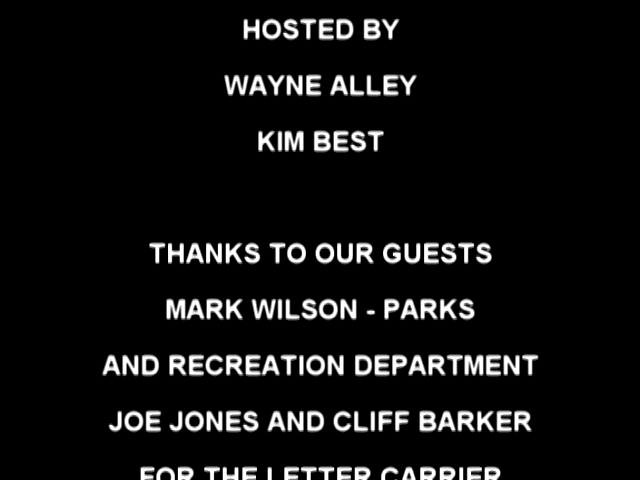 HOSTED BY
WAYNE ALLEY
KIM BEST
THANKS TO OUR GUESTS
MARK WILSON - PARKS
AND RECREATION DEPARTMENT
JOE JONES AND CLIFF BARKER
FOR THE LETTER CARRIER